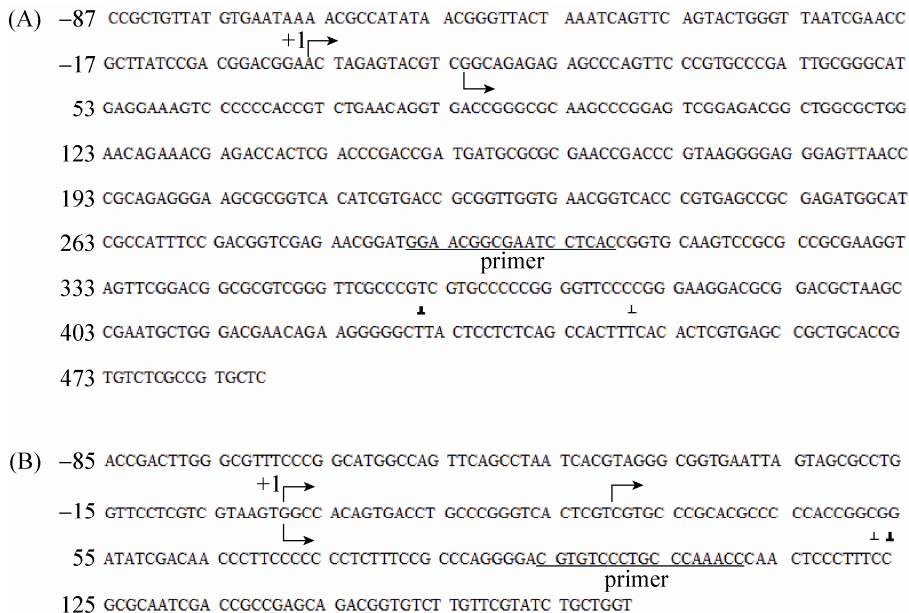 (A) −87 CCGCTGTTAT GTGAATAAAA ACGCCATATA ACGGGTTACT AAATCAGTTC AGTACTGGGT TAATCGAACC
+1
−17 GCTTATCCGA CGGACGGAAC TAGAGTACGT CGGCAGAGAG AGCCCAGTTC CCGTGCCCGA TTGCGGGCAT
53 GAGGAAAGTC CCCCCACCGT CTGAACAGGT GACCGGGCGC AAGCCCGGAG TCGGAGACGG CTGGCGCTGG
123 AACAGAAACG AGACCACTCG ACCCGACCGA TGATGCGCGC GAACCGACCC GTAAGGGGAG GGAGTTAACC
193 CGCAGAGGGA AGCGCGGTCA CATCGTGACC GCGGTTGGTG AACGGTCACC CGTGAGCCGC GAGATGGCAT
263 CGCCATTTCC GACGGTCGAG AACGGATGGA ACGGCGAATC CTCACCGGTG CAAGTCCGCG CCGCGAAGGT
primer
333 AGTTCGGACG GCGCGTCGGG TTCGCCCGTC GTGCCCCCGG GGTTCCCCGG GAAGGACGCG GACGCTAAGC
403 CGAATGCTGG GACGAACAGA AGGGGGCTTA CTCCTCTCAG CCACTTTCAC ACTCGTGAGC CGCTGCACCG
473 TGTCTCGCCG TGCTC
(B) −85 ACCGACTTGG GCGTTTCCCG GCATGGCCAG TTCAGCCTAA TCACGTAGGG CGGTGAATTA GTAGCGCCTG
+1
−15 GTTCCTCGTC GTAAGTGGCC ACAGTGACCT GCCCGGGTCA CTCGTCGTGC CCGCACGCCC CCACCGGCGG
55 ATATCGACAA CCCTTCCCCC CCTCTTTCCG CCCAGGGGAC GTGTCCCTGC CCAAACCCAA CTCCCTTTCC
primer
125 GCGCAATCGA CCGCCGAGCA GACGGTGTCT TGTTCGTATC TGCTGGT